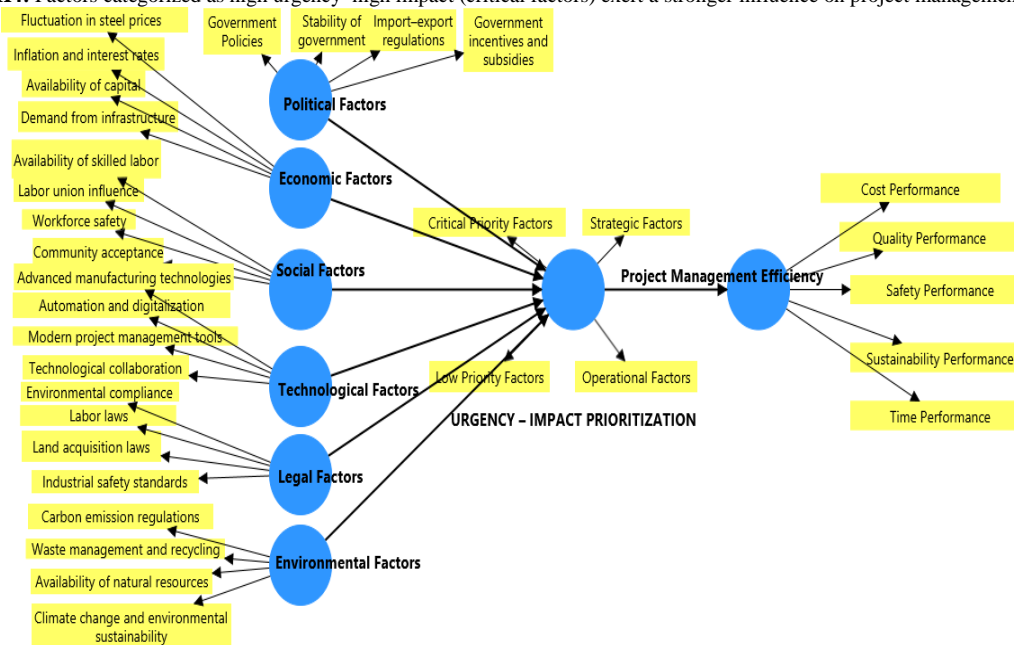 Factors categorized as high urgency–high impact (critical factors) exert a stronger influence on project management
Fluctuation in steel prices
Inflation and interest rates
Availability of capital
Demand from infrastructure
Government
Policies
Stability of
government
Import–export
regulations
Government
incentives and
subsidies
Political Factors
Economic Factors
Availability of skilled labor
Labor union influence
Workforce safety
Community acceptance
Social Factors
Advanced manufacturing technologies
Automation and digitalization
Modern project management tools
Technological collaboration
Technological Factors
Environmental compliance
Labor laws
Land acquisition laws
Industrial safety standards
Legal Factors
Carbon emission regulations
Waste management and recycling
Availability of natural resources
Climate change and environmental
sustainability
Environmental Factors
Critical Priority Factors
Strategic Factors
Low Priority Factors
Operational Factors
URGENCY – IMPACT PRIORITIZATION
Project Management Efficiency
Cost Performance
Quality Performance
Safety Performance
Sustainability Performance
Time Performance